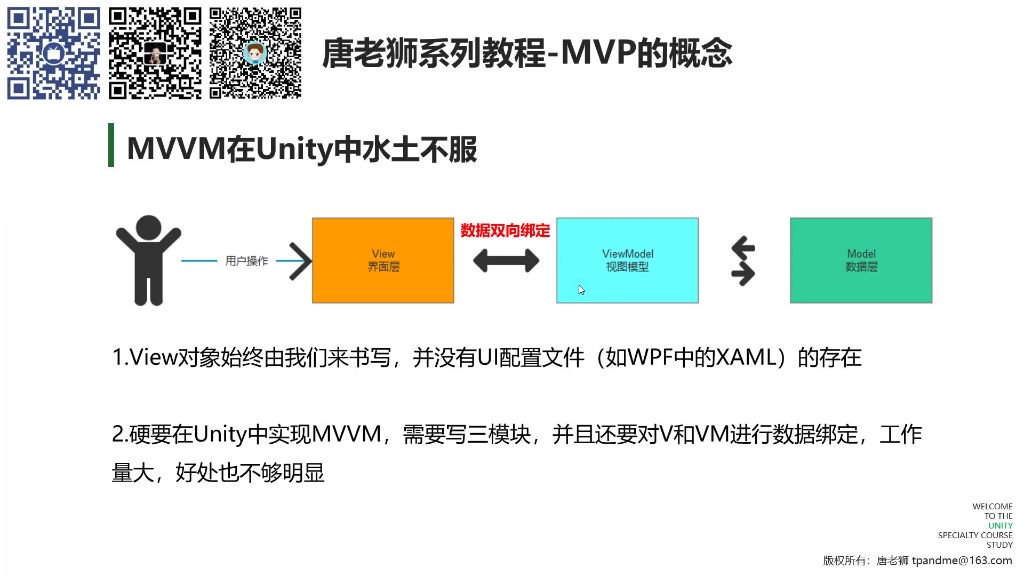 唐老狮系列教程-MVP的概念
MVVM在Unity中水土不服
数据双向绑定
用户操作
View
界面层
ViewModel
视图模型
Model
数据层
1.View对象始终由我们来书写，并没有UI配置文件（如WPF中的XAML）的存在
2.硬要在Unity中实现MVVM，需要写三模块，并且还要对V和VM进行数据绑定，工作
量大，好处也不够明显
WELCOME
TO THE
UNITY
SPECIALTY COURSE
STUDY
版权所有：唐老狮 tpandme@163.com